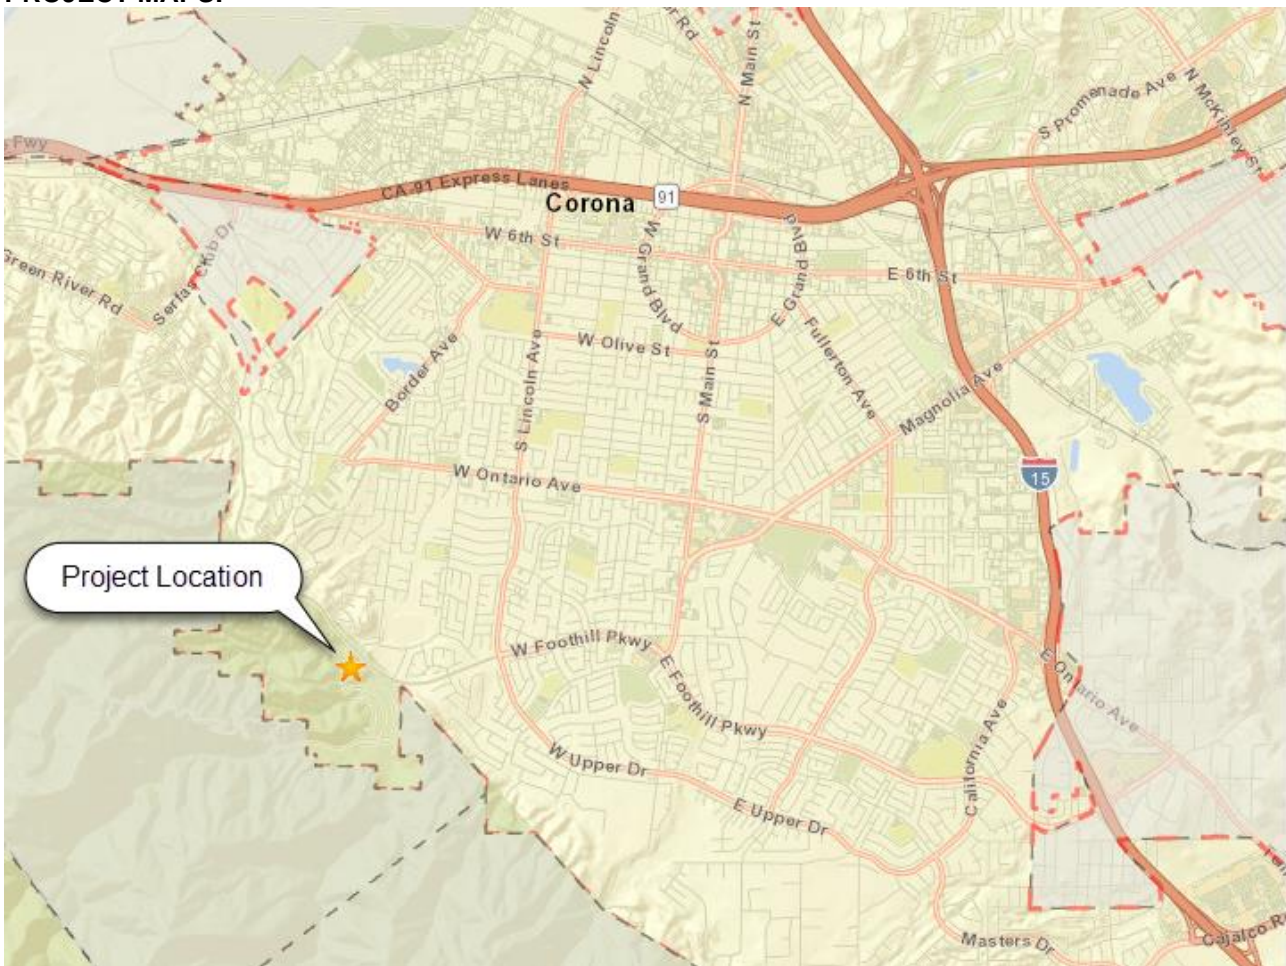 PROJECT MAPS:
Fwy
N Lincoln
Rd
N Main St
S Promenade Ave
N McKinley St
CA-91 Express Lanes
Corona
91
W 6th St
W Grand Blvd
E Grand Blvd
E 6th St
Serfas Club Dr
Green River Rd
Border Ave
S Lincoln Ave
W Olive St
S Main St
Fullerton Ave
Magnolia Ave
W Ontario Ave
15
Project Location
W Foothill Pkwy
E Foothill Pkwy
E Ontario Ave
California Ave
W Upper Dr
E Upper Dr
Masters Dr
Cajalco R